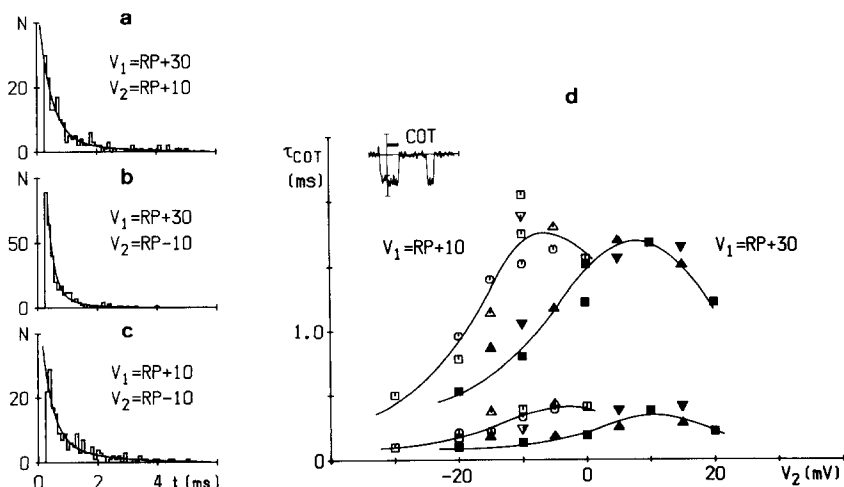 a
N
20
0
V₁=RP+30
V₂=RP+10
b
N
50
0
V₁=RP+30
V₂=RP-10
c
N
20
0
V₁=RP+10
V₂=RP-10
0 2 4 t (ms)
d
COT
τCOT
(ms)
V₁=RP+10
V₁=RP+30
1.0
0
-20 0 20 V₂(mV)